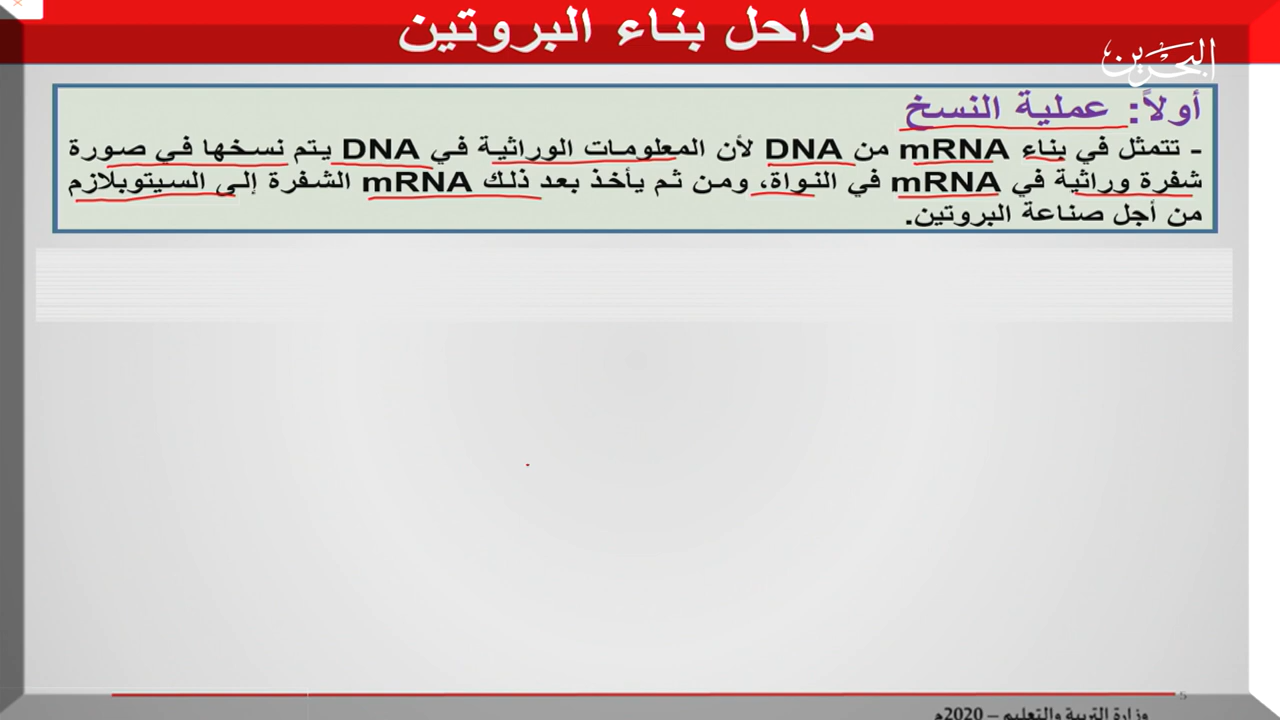 مراحل بناء البروتين
البحرين
أولاً: عملية النسخ
- تتمثل في بناء mRNA من DNA لأن المعلومات الوراثية في DNA يتم نسخها في صورة
شفرة وراثية في mRNA في النواة، ومن ثم يأخذ بعد ذلك mRNA الشفرة إلى السيتوبلازم
من أجل صناعة البروتين.
5
وزارة التربية والتعليم – 2020م